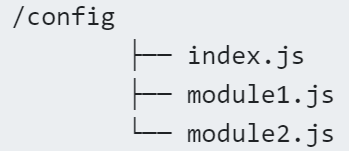 /config
├── index.js
├── module1.js
└── module2.js